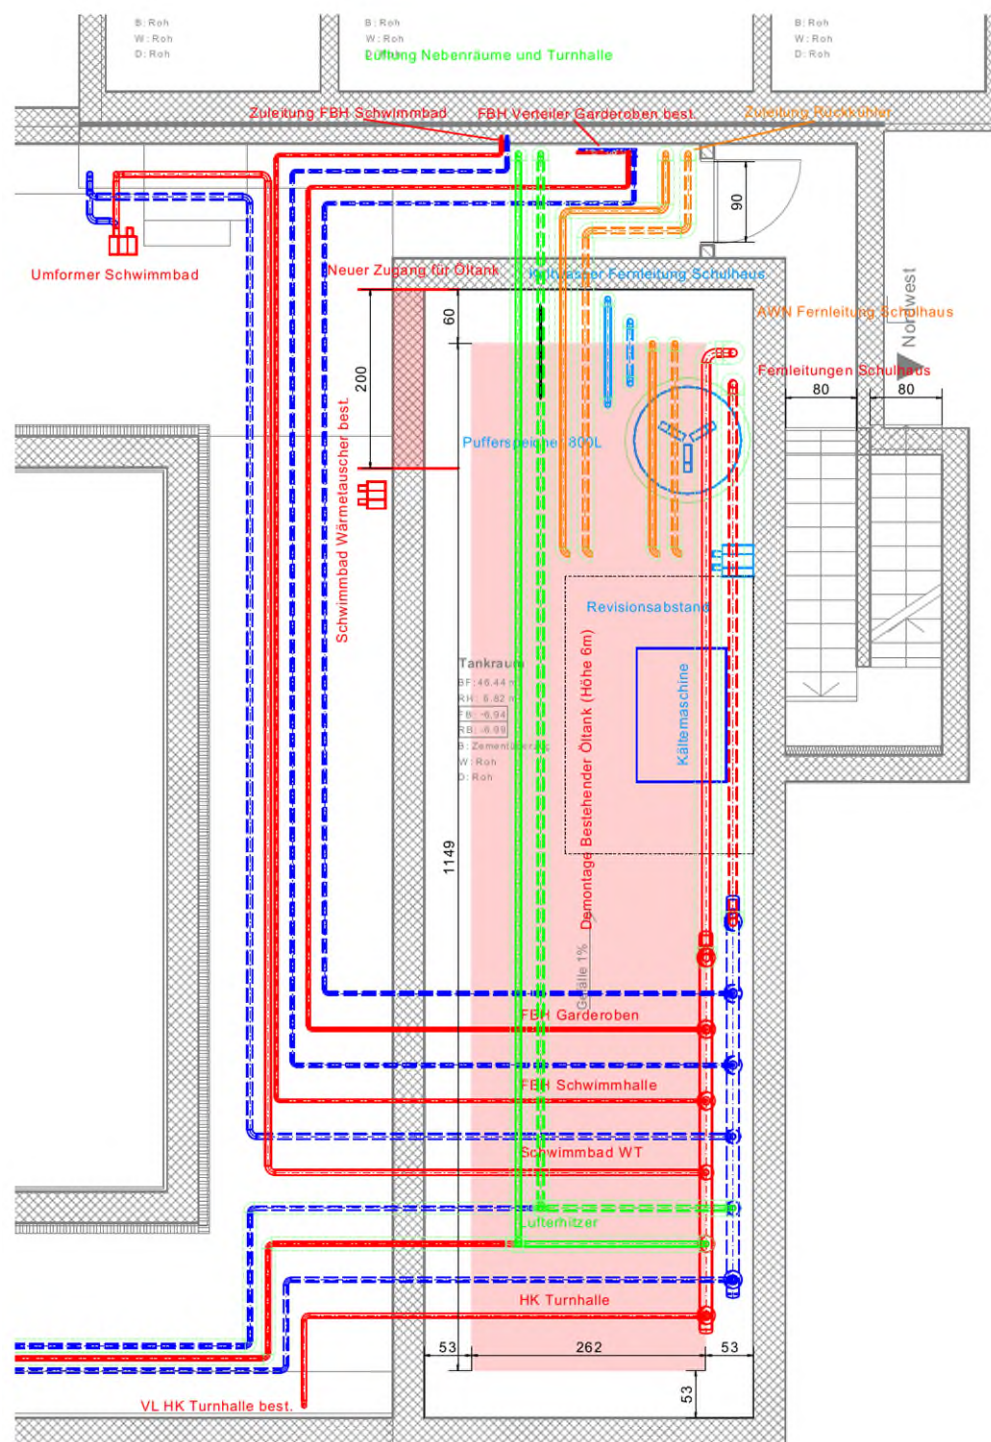 B: Roh
W: Roh
D: Roh
B: Roh
W: Roh
B: Roh
W: Roh
D: Roh
Lüftung Nebenräume und Turnhalle
Zuleitung FBH Schwimmbad
FBH Verteiler Garderoben best.
Zuleitung Rückkühler
90
Umformer Schwimmbad
Neuer Zugang für Öltank
Kaltwasser Fernleitung Schulhaus
AWN Fernleitung Schulhaus
Nordwest
60
200
Fernleitungen Schulhaus
80
80
Schwimmbad Wärmetauscher best.
Pufferspeicher 800L
Revisionsabstand
Tankraum
BF: 46.44
RH: 6.82
FB: -6.94
RB: -6.99
B: Zementüberzug
W: Roh
D: Roh
Kältemaschine
Demontage Bestehender Öltank (Höhe 6m)
1149
Gefälle 1%
FBH Garderoben
FBH Schwimmhalle
Schwimmbad WT
Lufterhitzer
HK Turnhalle
53
262
53
53
VL HK Turnhalle best.